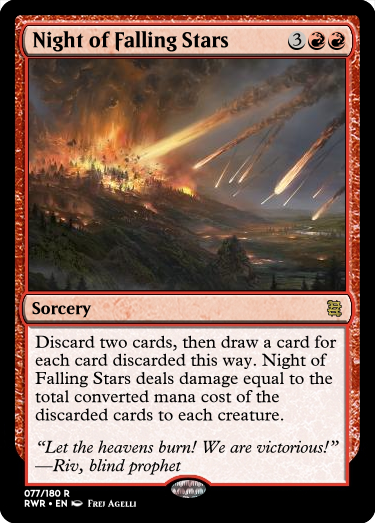 Night of Falling Stars 3
Sorcery
Discard two cards, then draw a card for
each card discarded this way. Night of
Falling Stars deals damage equal to the
total converted mana cost of the
discarded cards to each creature.
“Let the heavens burn! We are victorious!”
—Riv, blind prophet
077/180 R
RWR • EN Frej Agelli